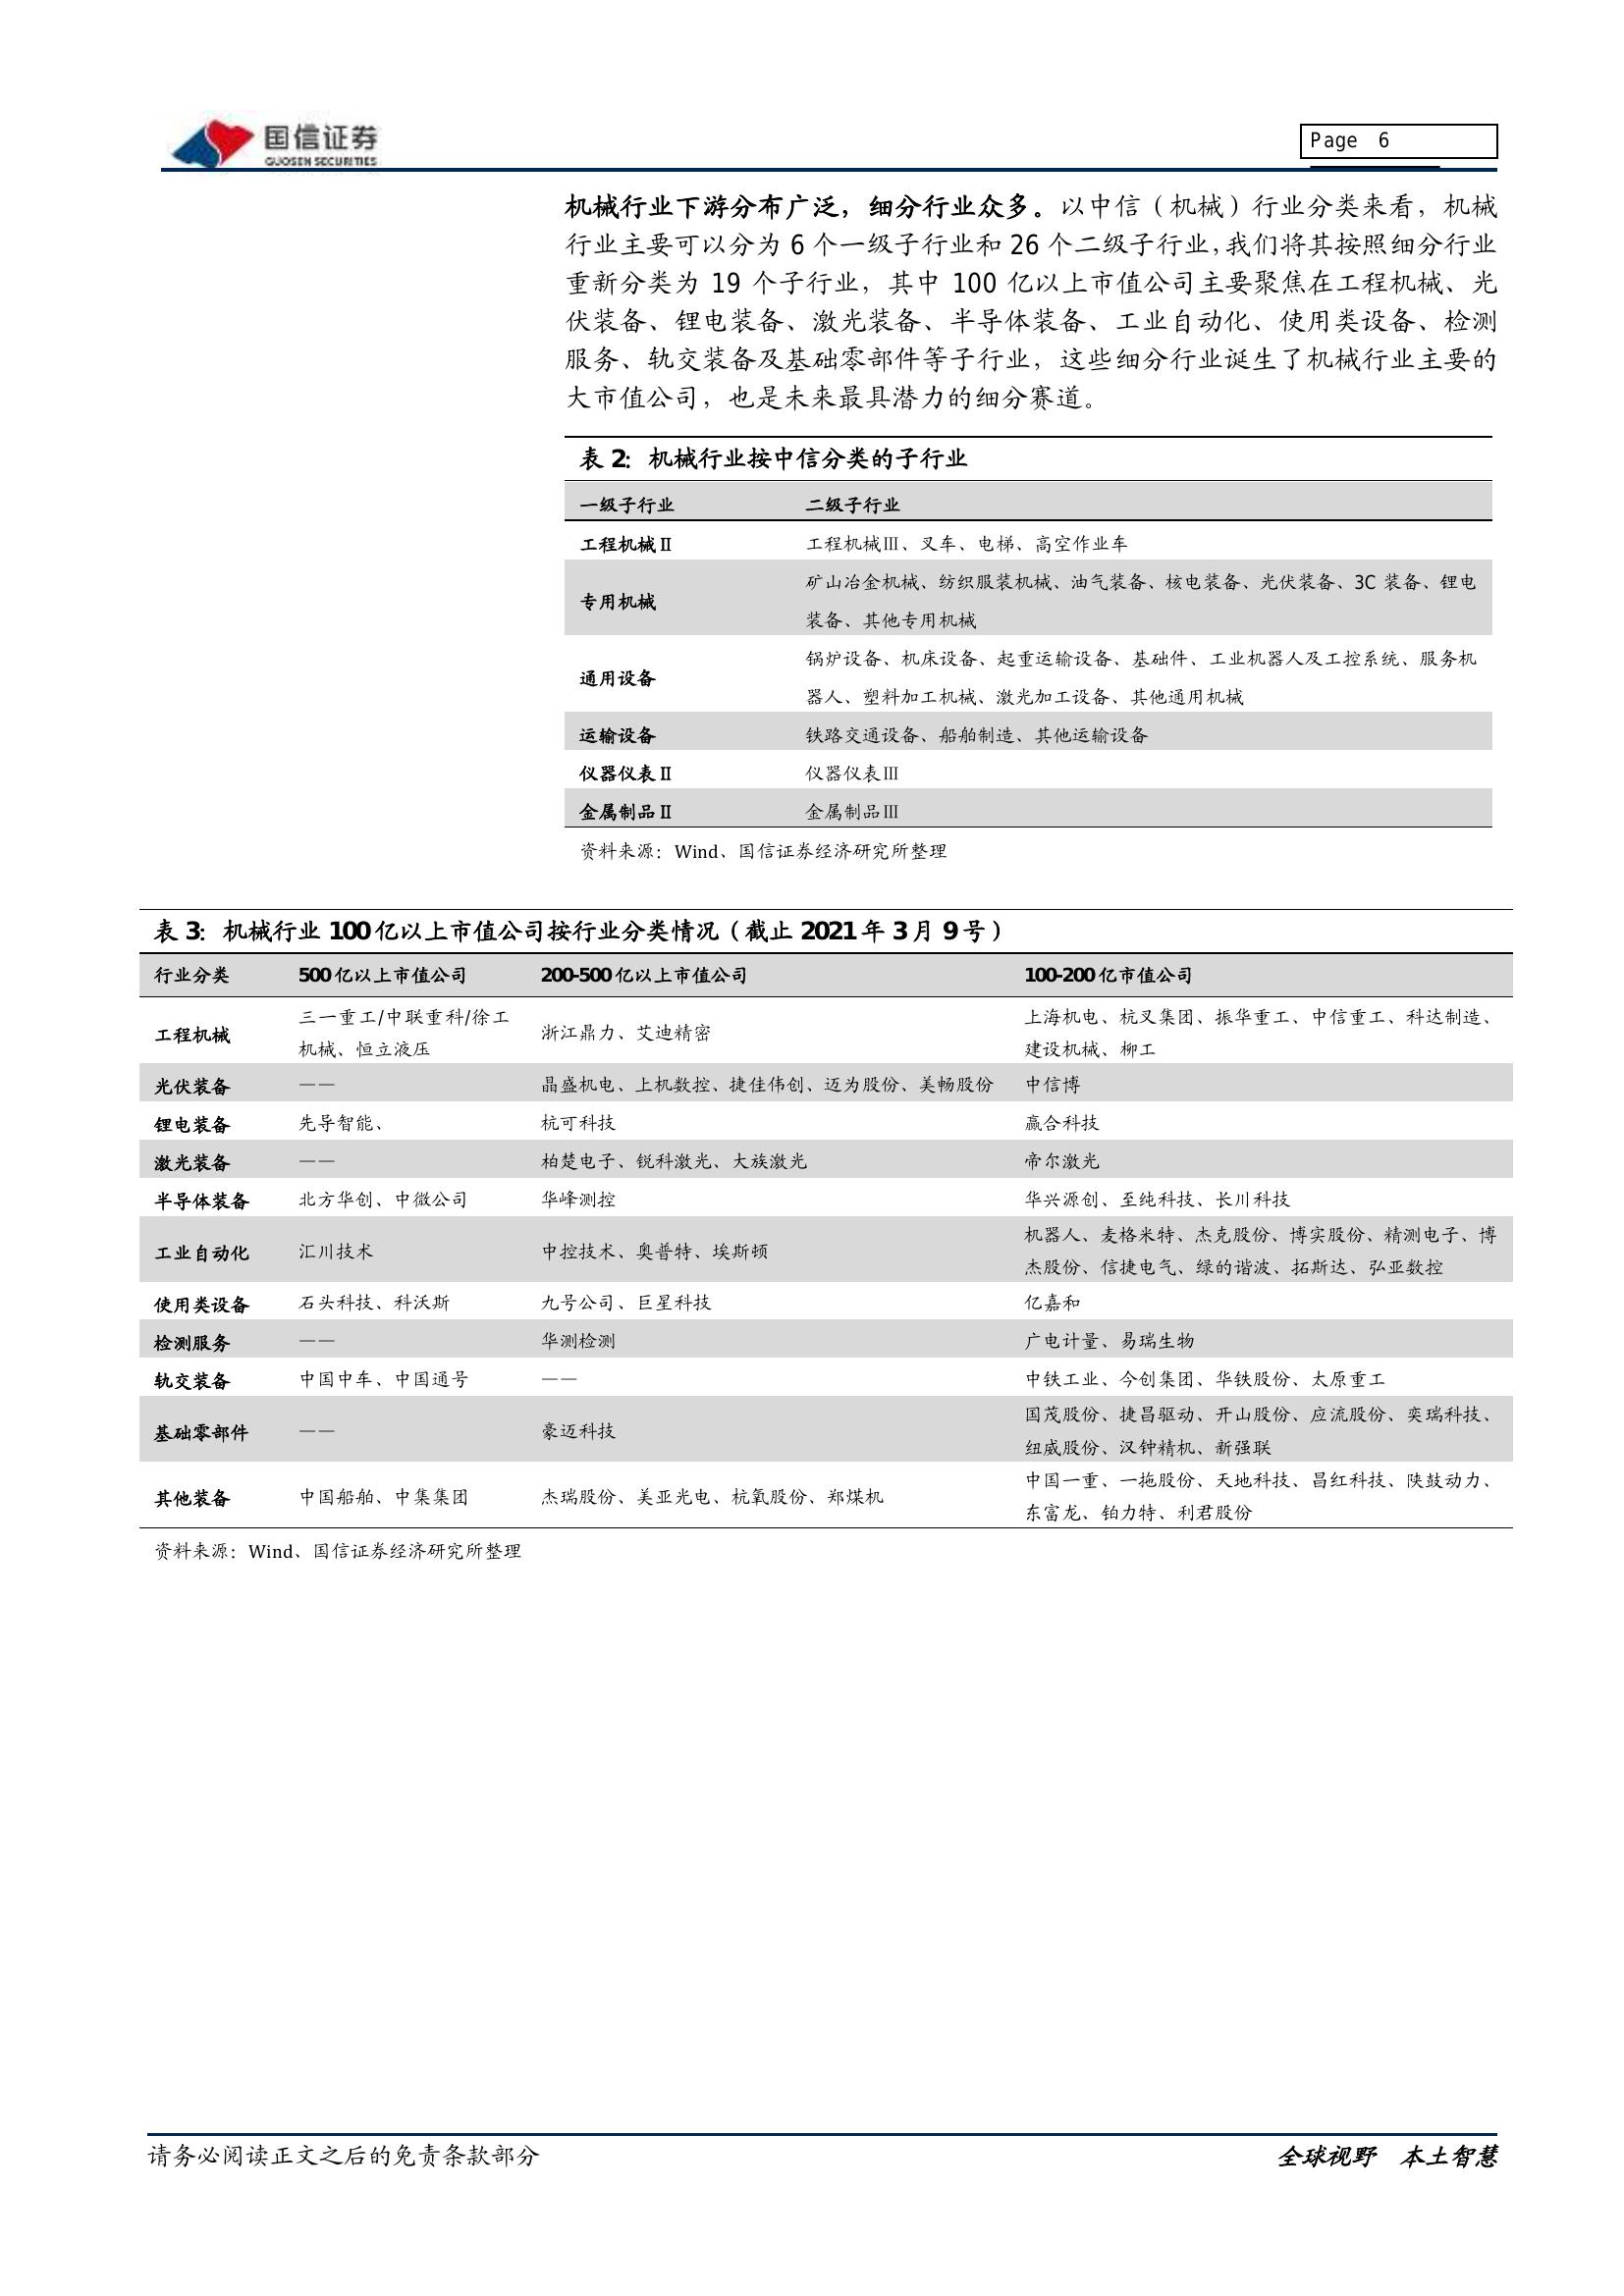 国信证券
GUOSEN SECURITIES
Page 6
机械行业下游分布广泛，细分行业众多。以中信（机械）行业分类来看，机械
行业主要可以分为 6 个一级子行业和 26 个二级子行业，我们将其按照细分行业
重新分类为 19 个子行业，其中 100 亿以上市值公司主要聚焦在工程机械、光
伏装备、锂电装备、激光装备、半导体装备、工业自动化、使用类设备、检测
服务、轨交装备及基础零部件等子行业，这些细分行业诞生了机械行业主要的
大市值公司，也是未来最具潜力的细分赛道。
表 2：机械行业按中信分类的子行业
一级子行业 二级子行业
工程机械Ⅱ 工程机械Ⅲ、叉车、电梯、高空作业车
专用机械 矿山冶金机械、纺织服装机械、油气装备、核电装备、光伏装备、3C 装备、锂电
装备、其他专用机械
通用设备 锅炉设备、机床设备、起重运输设备、基础件、工业机器人及工控系统、服务机
器人、塑料加工机械、激光加工设备、其他通用机械
运输设备 铁路交通设备、船舶制造、其他运输设备
仪器仪表Ⅱ 仪器仪表Ⅲ
金属制品Ⅱ 金属制品Ⅲ
资料来源：Wind、国信证券经济研究所整理
表 3：机械行业 100 亿以上市值公司按行业分类情况（截止 2021 年 3 月 9 号）
行业分类 500 亿以上市值公司 200-500 亿以上市值公司 100-200 亿市值公司
工程机械 三一重工/中联重科/徐工 浙江鼎力、艾迪精密 上海机电、杭叉集团、振华重工、中信重工、科达制造、
机械、恒立液压 建设机械、柳工
光伏装备 —— 晶盛机电、上机数控、捷佳伟创、迈为股份、美畅股份 中信博
锂电装备 先导智能、 杭可科技 赢合科技
激光装备 —— 柏楚电子、锐科激光、大族激光 帝尔激光
半导体装备 北方华创、中微公司 华峰测控 华兴源创、至纯科技、长川科技
工业自动化 汇川技术 中控技术、奥普特、埃斯顿 机器人、麦格米特、杰克股份、博实股份、精测电子、博
杰股份、信捷电气、绿的谐波、拓斯达、弘亚数控
使用类设备 石头科技、科沃斯 九号公司、巨星科技 亿嘉和
检测服务 —— 华测检测 广电计量、易瑞生物
轨交装备 中国中车、中国通号 —— 中铁工业、今创集团、华铁股份、太原重工
基础零部件 —— 豪迈科技 国茂股份、捷昌驱动、开山股份、应流股份、奕瑞科技、
纽威股份、汉钟精机、新强联
其他装备 中国船舶、中集集团 杰瑞股份、美亚光电、杭氧股份、郑煤机 中国一重、一拖股份、天地科技、昌红科技、陕鼓动力、
东富龙、铂力特、利君股份
资料来源：Wind、国信证券经济研究所整理
请务必阅读正文之后的免责条款部分 全球视野 本土智慧